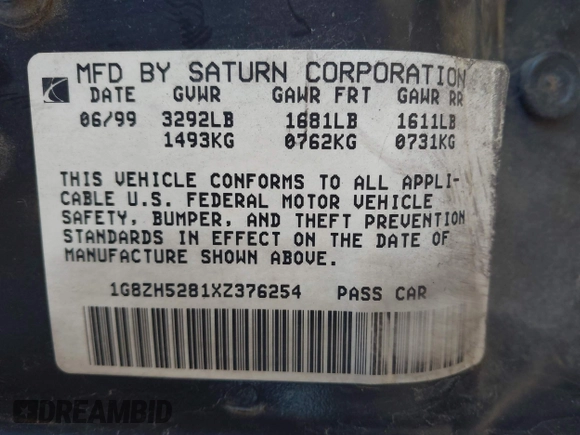 MFD BY SATURN CORPORATION
DATE GVWR GAWR FRT GAWR RR
06/99 3292LB 1681LB 1611LB
1493KG 0762KG 0731KG
THIS VEHICLE CONFORMS TO ALL APPLI-
CABLE U.S. FEDERAL MOTOR VEHICLE
SAFETY, BUMPER, AND THEFT PREVENTION
STANDARDS IN EFFECT ON THE DATE OF
MANUFACTURE SHOWN ABOVE.
1G8ZH5281XZ376254 PASS CAR
DREAMBID